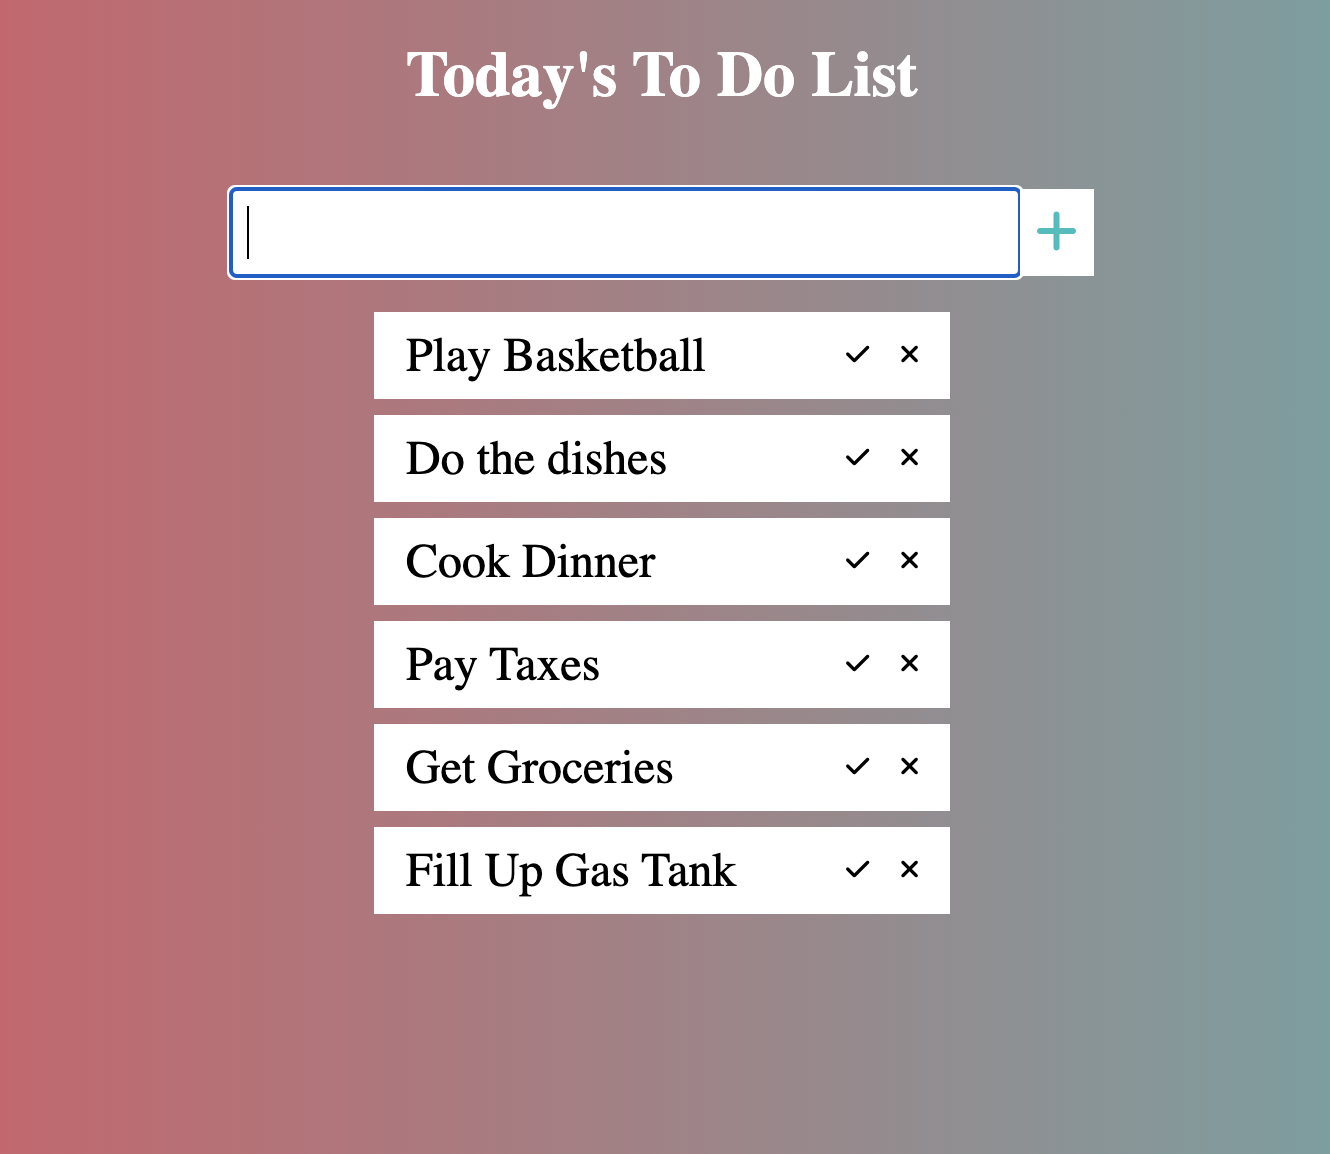 Today's To Do List
Play Basketball
Do the dishes
Cook Dinner
Pay Taxes
Get Groceries
Fill Up Gas Tank